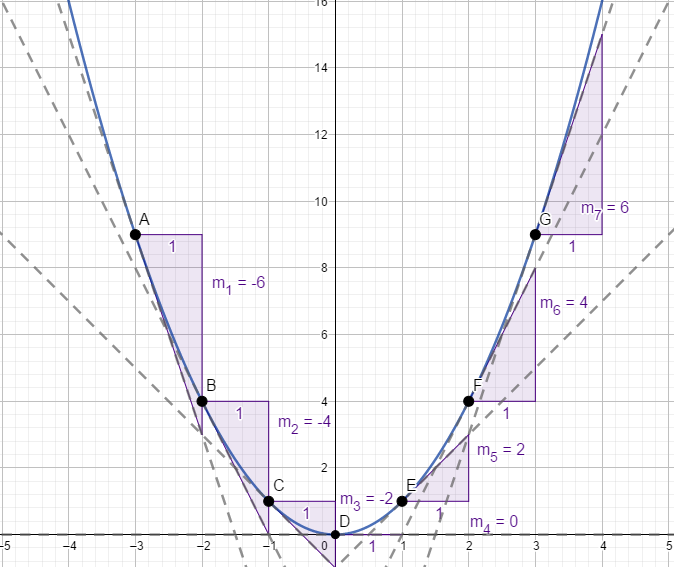 16
14
12
10
A
G
1
m₇ = 6
1
8
m₁ = -6
m₆ = 4
6
B
F
4
1
1
m₂ = -4
m₅ = 2
2
C
E
m₃ = -2
1
1
D
m₄ = 0
1
-5 -4 -3 -2 -1 0 1 2 3 4 5